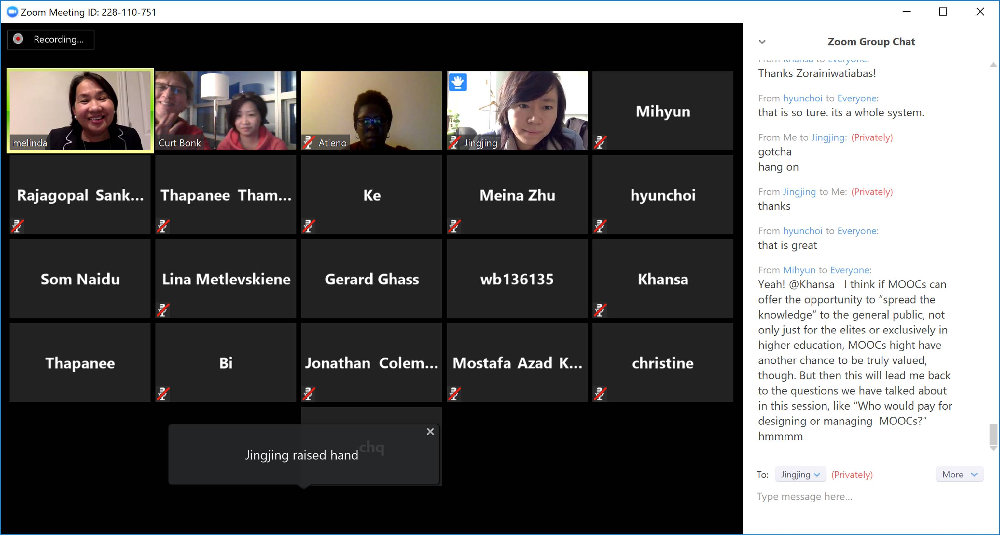 Zoom Meeting ID: 228-110-751
Recording...
melinda
Curt Bonk
Atieno
Jingjing
Mihyun
Rajagopal Sank...
Thapanee Tham...
Ke
Meina Zhu
hyunchoi
Som Naidu
Lina Metlevskiene
Gerard Ghass
wb136135
Khansa
Thapanee
Bi
Jonathan Colem...
Mostafa Azad K...
christine
chq
Jingjing raised hand
Zoom Group Chat
From Khansa to Everyone:
Thanks Zorainiwatiabas!
From hyunchoi to Everyone:
that is so ture. its a whole system.
From Me to Jingjing: (Privately)
gotcha
hang on
From Jingjing to Me: (Privately)
thanks
From hyunchoi to Everyone:
that is great
From Mihyun to Everyone:
Yeah! @Khansa I think if MOOCs can
offer the opportunity to “spread the
knowledge” to the general public, not
only just for the elites or exclusively in
higher education, MOOCs hight have
another chance to be truly valued,
though. But then this will lead me back
to the questions we have talked about
in this session, like “Who would pay for
designing or managing MOOCs?”
hmmmm
To: Jingjing (Privately) More
Type message here...